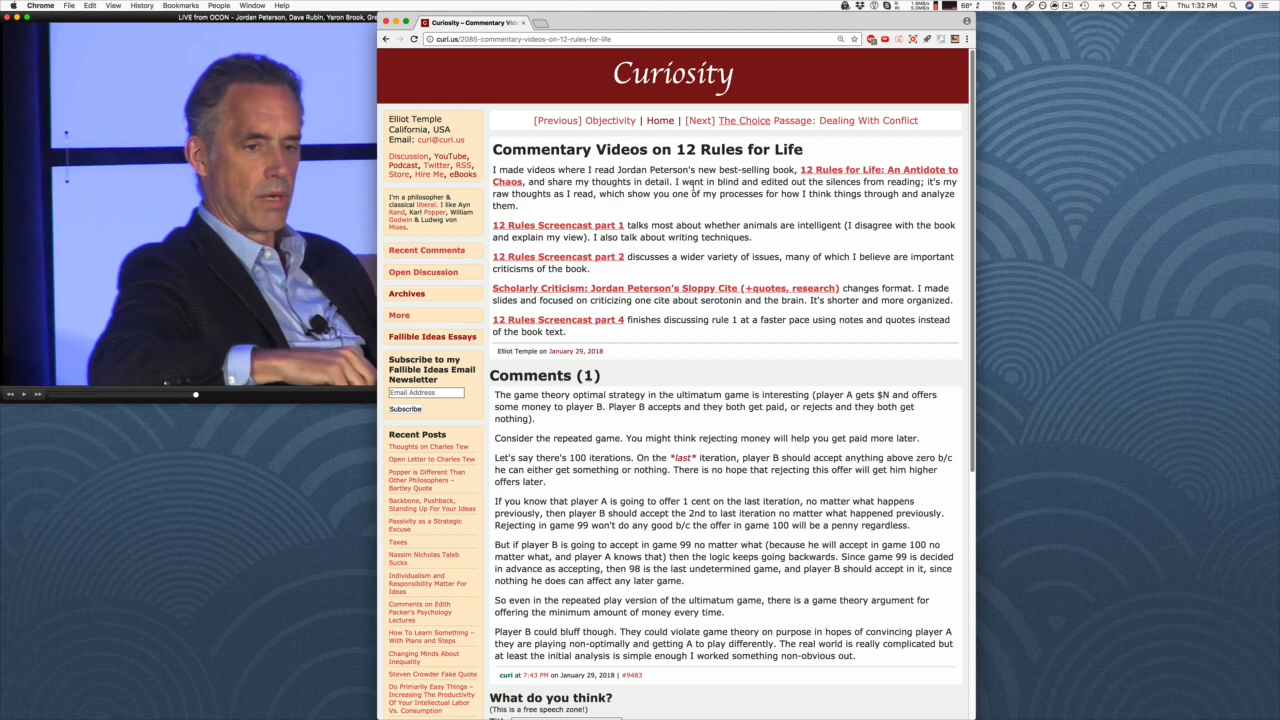 Chrome File Edit View History Bookmarks People Window Help
1.6MB/s
5.0MB/s
68°
1KB/s
1KB/s
Thu 1:32 PM
LIVE from OCON - Jordan Peterson, Dave Rubin, Yaron Brook, Gre
Curiosity – Commentary Vide
curi.us/2085-commentary-videos-on-12-rules-for-life
Curiosity
Elliot Temple
California, USA
Email: curi@curi.us
Discussion, YouTube,
Podcast, Twitter, RSS,
Store, Hire Me, eBooks
I'm a philosopher &
classical liberal. I like Ayn
Rand, Karl Popper, William
Godwin & Ludwig von
Mises.
Recent Comments
Open Discussion
Archives
More
Fallible Ideas Essays
Subscribe to my
Fallible Ideas Email
Newsletter
Email Address
Subscribe
Recent Posts
Thoughts on Charles Tew
Open Letter to Charles Tew
Popper is Different Than
Other Philosophers –
Bartley Quote
Backbone, Pushback,
Standing Up For Your Ideas
Passivity as a Strategic
Excuse
Taxes
Nassim Nicholas Taleb
Sucks
Individualism and
Responsibility Matter For
Ideas
Comments on Edith
Packer's Psychology
Lectures
How To Learn Something –
With Plans and Steps
Changing Minds About
Inequality
Steven Crowder Fake Quote
Do Primarily Easy Things –
Increasing The Productivity
Of Your Intellectual Labor
Vs. Consumption
[Previous] Objectivity | Home | [Next] The Choice Passage: Dealing With Conflict
Commentary Videos on 12 Rules for Life
I made videos where I read Jordan Peterson's new best-selling book, 12 Rules for Life: An Antidote to
Chaos, and share my thoughts in detail. I went in blind and edited out the silences from reading; it's my
raw thoughts as I read, which show you one of my processes for how I think things through and analyze
them.
12 Rules Screencast part 1 talks most about whether animals are intelligent (I disagree with the book
and explain my view). I also talk about writing techniques.
12 Rules Screencast part 2 discusses a wider variety of issues, many of which I believe are important
criticisms of the book.
Scholarly Criticism: Jordan Peterson's Sloppy Cite (+quotes, research) changes format. I made
slides and focused on criticizing one cite about serotonin and the brain. It's shorter and more organized.
12 Rules Screencast part 4 finishes discussing rule 1 at a faster pace using notes and quotes instead
of the book text.
Elliot Temple on January 29, 2018
Comments (1)
The game theory optimal strategy in the ultimatum game is interesting (player A gets $N and offers
some money to player B. Player B accepts and they both get paid, or rejects and they both get
nothing).
Consider the repeated game. You might think rejecting money will help you get paid more later.
Let's say there's 100 iterations. On the *last* iteration, player B should accept anything above zero b/c
he can either get something or nothing. There is no hope that rejecting this offer will get him higher
offers later.
If you know that player A is going to offer 1 cent on the last iteration, no matter what happens
previously, then player B should accept the 2nd to last iteration no matter what happened previously.
Rejecting in game 99 won't do any good b/c the offer in game 100 will be a penny regardless.
But if player B is going to accept in game 99 no matter what (because he will accept in game 100 no
matter what, and player A knows that) then the logic keeps going backwards. Since game 99 is decided
in advance as accepting, then 98 is the last undetermined game, and player B should accept in it, since
nothing he does can affect any later game.
So even in the repeated play version of the ultimatum game, there is a game theory argument for
offering the minimum amount of money every time.
Player B could bluff though. They could violate game theory on purpose in hopes of convincing player A
they are playing non-optimally and getting A to play differently. The real world is really complicated but
at least the initial analysis is simple enough I worked something non-obvious out.
curi at 7:43 PM on January 29, 2018 | #9483
What do you think?
(This is a free speech zone!)